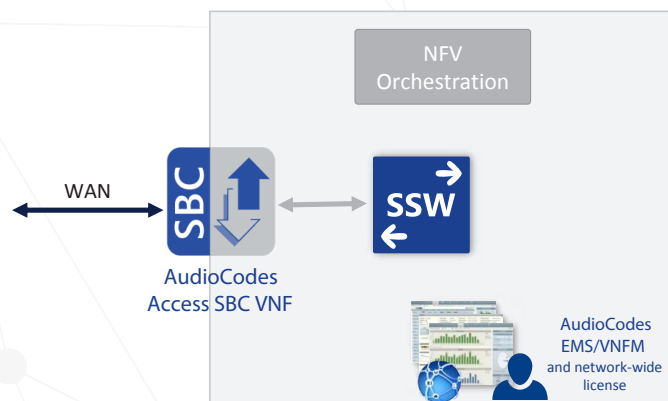 NFV
Orchestration
WAN
SBC
SSW
AudioCodes
Access SBC VNF
AudioCodes
EMS/VNFM
and network-wide
license